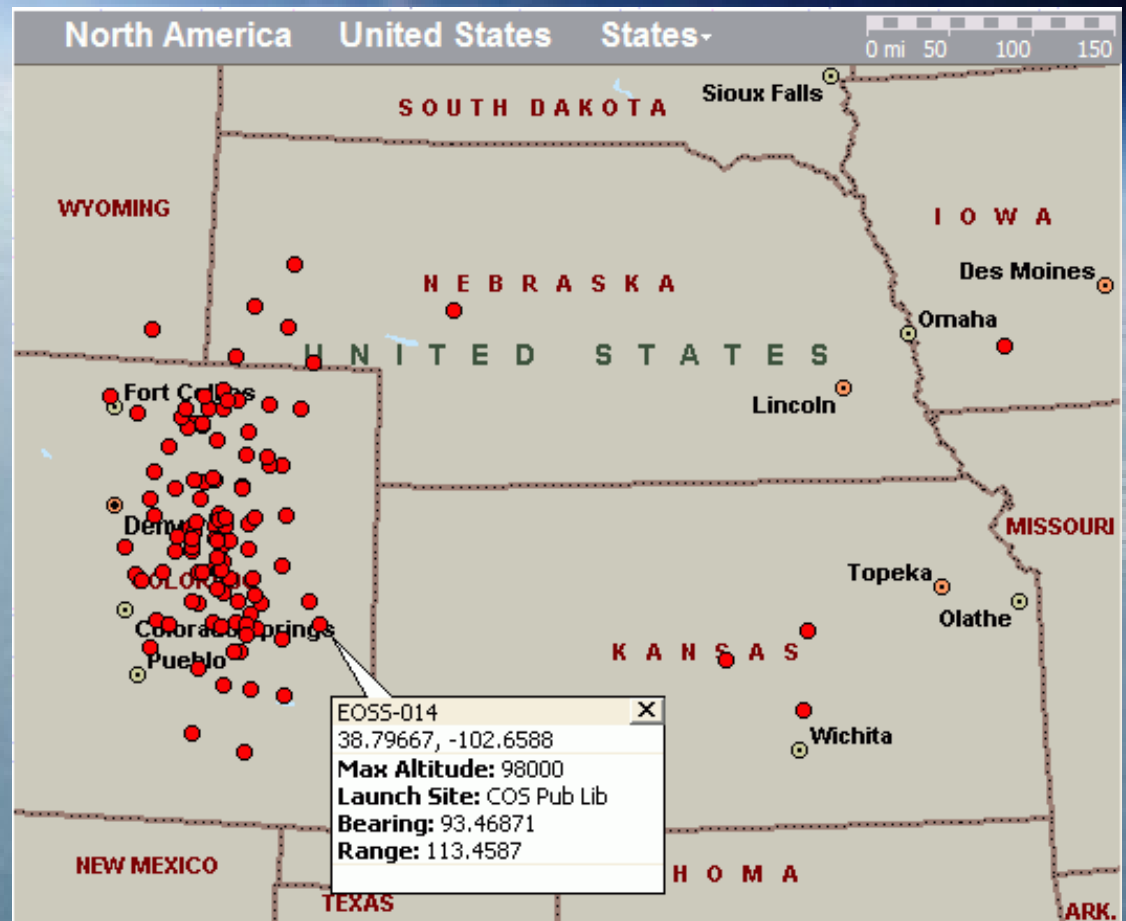 North America United States States
0 mi 50 100 150
Sioux Falls
SOUTH DAKOTA
WYOMING
IOWA
Des Moines
NEBRASKA
Omaha
UNITED STATES
Fort Collins
Lincoln
Denver
MISSOURI
Topeka
COLORADO
Olathe
Colorado Springs
KANSAS
Pueblo
EOSS-014
38.79667, -102.6588
Wichita
Max Altitude: 98000
Launch Site: COS Pub Lib
Bearing: 93.46871
Range: 113.4587
NEW MEXICO
HOMA
TEXAS
ARK.